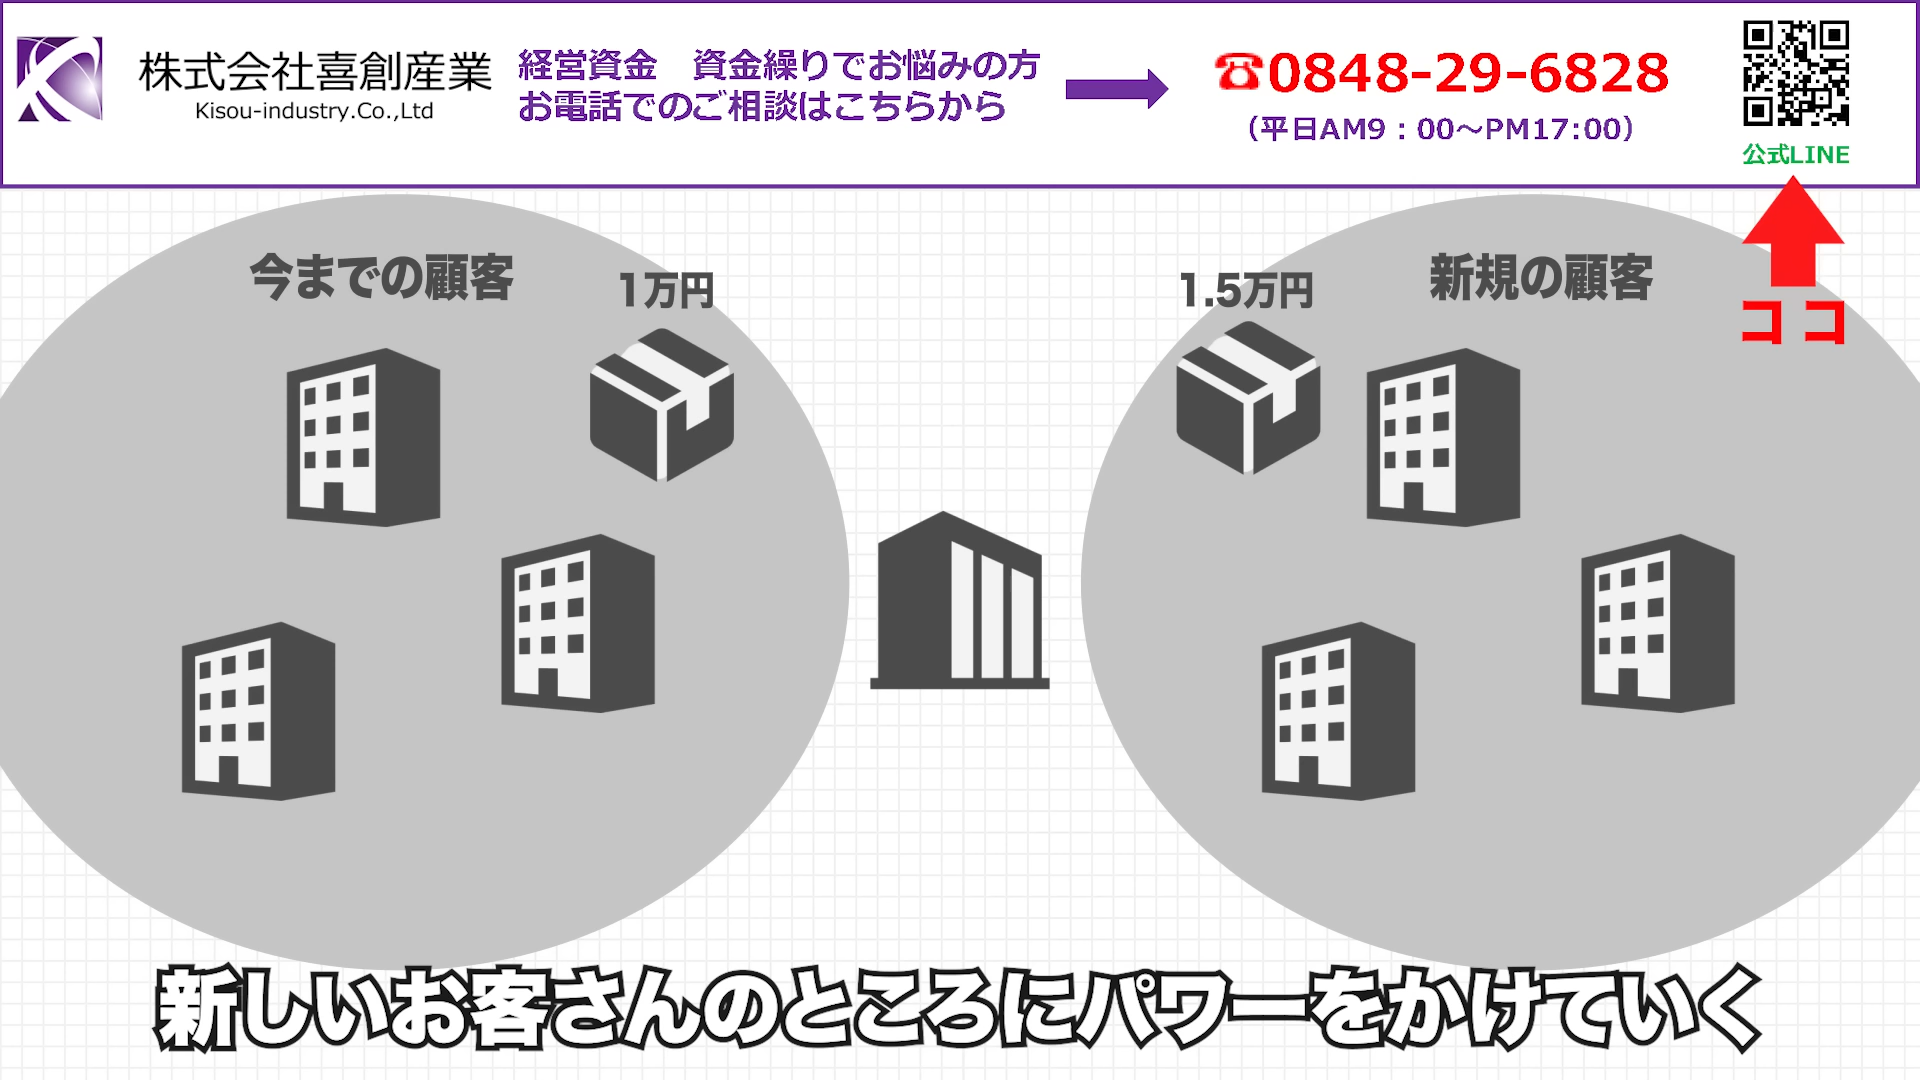 株式会社喜創産業
Kisou-industry.Co.,Ltd
経営資金　資金繰りでお悩みの方
お電話でのご相談はこちらから
☎0848-29-6828
（平日AM9：00～PM17:00）
公式LINE
ココ
今までの顧客
1万円
1.5万円
新規の顧客
新しいお客さんのところにパワーをかけていく